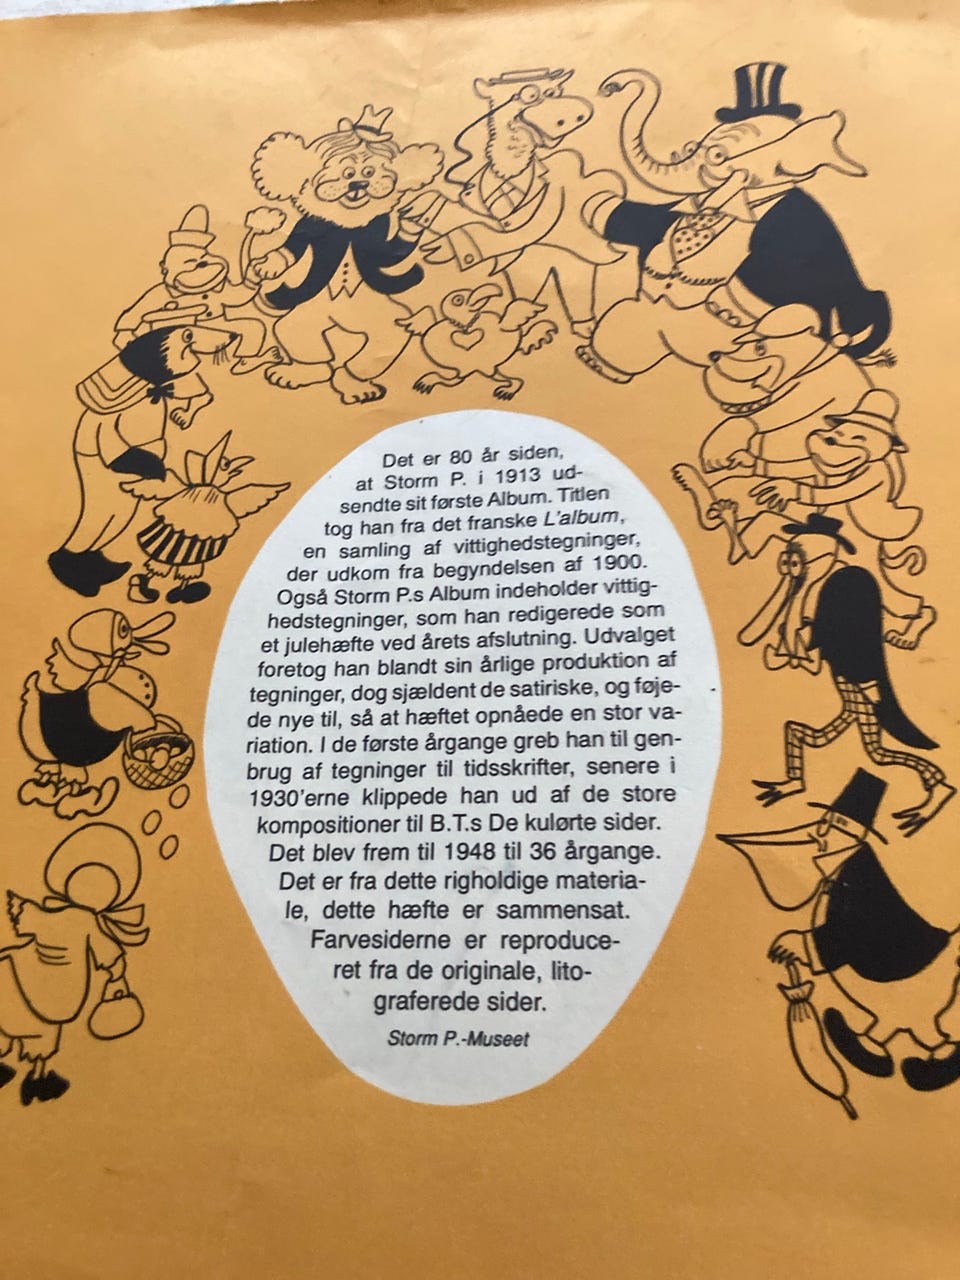 Det er 80 år siden,
at Storm P. i 1913 ud-
sendte sit første Album. Titlen
tog han fra det franske L'album,
en samling af vittighedstegninger,
der udkom fra begyndelsen af 1900.
Også Storm P.s Album indeholder vittig-
hedstegninger, som han redigerede som
et julehæfte ved årets afslutning. Udvalget
foretog han blandt sin årlige produktion af
tegninger, dog sjældent de satiriske, og føje-
de nye til, så at hæftet opnåede en stor va-
riation. I de første årgange greb han til gen-
brug af tegninger til tidsskrifter, senere i
1930'erne klippede han ud af de store
kompositioner til B.T.s De kulørte sider.
Det blev frem til 1948 til 36 årgange.
Det er fra dette righoldige materia-
le, dette hæfte er sammensat.
Farvesiderne er reproduce-
ret fra de originale, lito-
graferede sider.
Storm P.-Museet